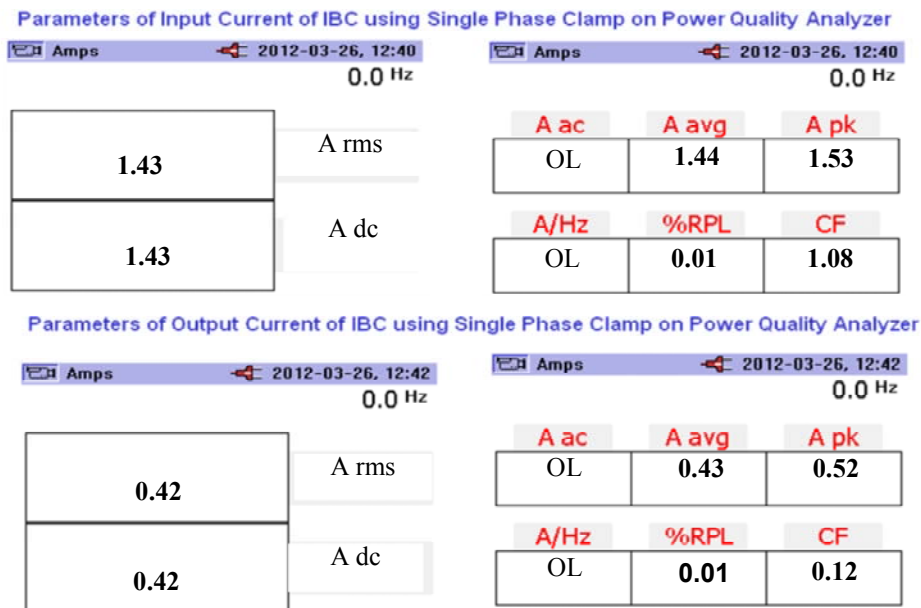 Parameters of Input Current of IBC using Single Phase Clamp on Power Quality Analyzer
Amps 2012-03-26, 12:40
0.0 Hz
1.43 A rms
1.43 A dc
Amps 2012-03-26, 12:40
0.0 Hz
A ac A avg A pk
OL 1.44 1.53
A/Hz %RPL CF
OL 0.01 1.08
Parameters of Output Current of IBC using Single Phase Clamp on Power Quality Analyzer
Amps 2012-03-26, 12:42
0.0 Hz
0.42 A rms
0.42 A dc
Amps 2012-03-26, 12:42
0.0 Hz
A ac A avg A pk
OL 0.43 0.52
A/Hz %RPL CF
OL 0.01 0.12